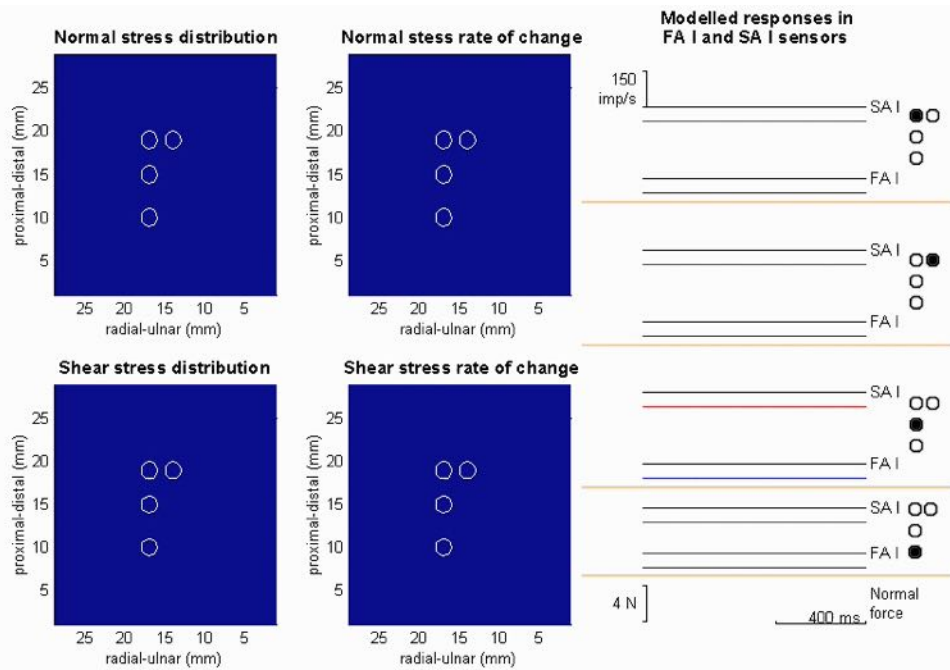 Normal stress distribution
25
20
15
10
5
proximal-distal (mm)
25 20 15 10 5
radial-ulnar (mm)
Normal stess rate of change
25
20
15
10
5
proximal-distal (mm)
25 20 15 10 5
radial-ulnar (mm)
Shear stress distribution
25
20
15
10
5
proximal-distal (mm)
25 20 15 10 5
radial-ulnar (mm)
Shear stress rate of change
25
20
15
10
5
proximal-distal (mm)
25 20 15 10 5
radial-ulnar (mm)
Modelled responses in
FA I and SA I sensors
150
imp/s
SA I
FA I
SA I
FA I
SA I
FA I
SA I
FA I
4 N
400 ms
Normal
force